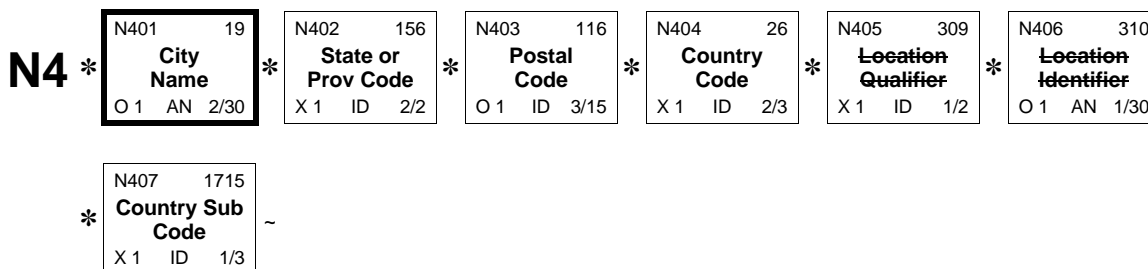 N401 19 N402 156 N403 116 N404 26 N405 309 N406 310
N4 * City Name * State or Prov Code * Postal Code * Country Code * Location Qualifier * Location Identifier
O 1 AN 2/30 X 1 ID 2/2 O 1 ID 3/15 X 1 ID 2/3 X 1 ID 1/2 O 1 AN 1/30
N407 1715
* Country Sub Code ~
X 1 ID 1/3